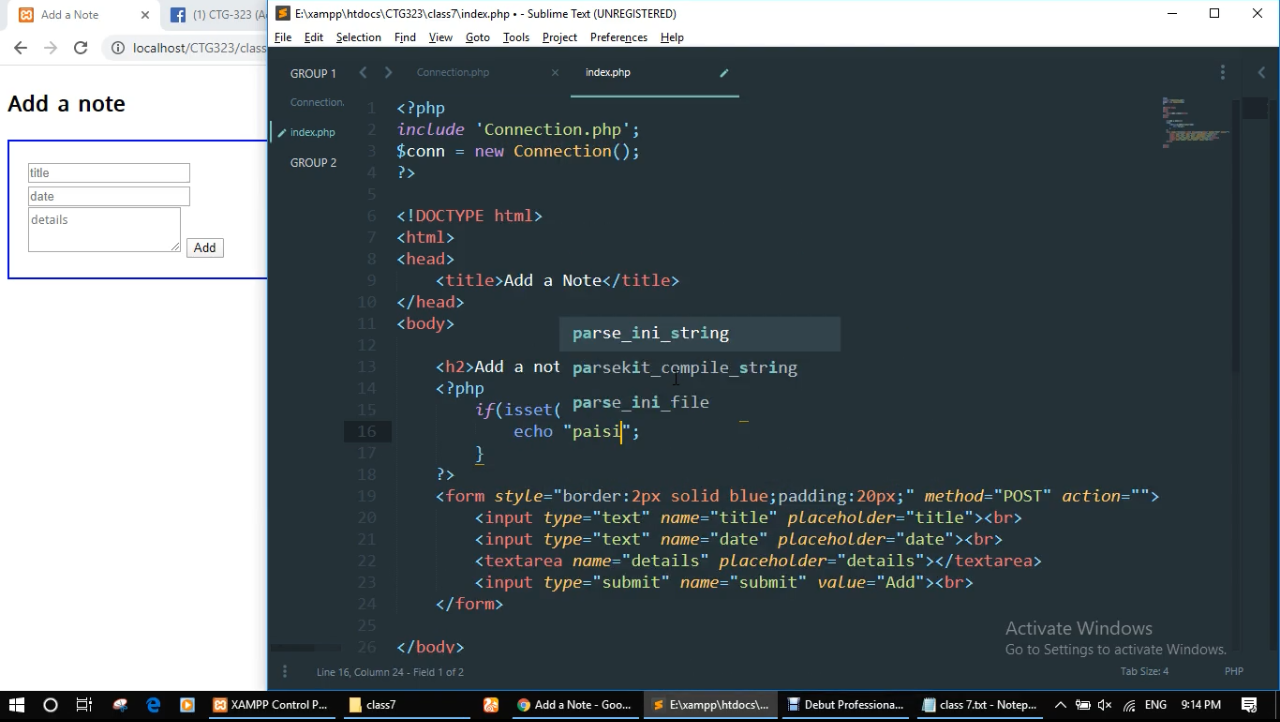 Add a Note
(1) CTG-323 (A
localhost/CTG323/class
Add a note
title
date
details
Add
E:\xampp\htdocs\CTG323\class7\index.php • - Sublime Text (UNREGISTERED)
File Edit Selection Find View Goto Tools Project Preferences Help
GROUP 1
Connection.
index.php
GROUP 2
Connection.php
index.php
1 <?php
2 include 'Connection.php';
3 $conn = new Connection();
4 ?>
5
6 <!DOCTYPE html>
7 <html>
8 <head>
9 <title>Add a Note</title>
10 </head>
11 <body>
12
parse_ini_string
13 <h2>Add a not
parsekit_compile_string
14 <?php
parse_ini_file
15 if(isset(
16 echo "paisi";
17 }
18 ?>
19 <form style="border:2px solid blue;padding:20px;" method="POST" action="">
20 <input type="text" name="title" placeholder="title"><br>
21 <input type="text" name="date" placeholder="date"><br>
22 <textarea name="details" placeholder="details"></textarea>
23 <input type="submit" name="submit" value="Add"><br>
24 </form>
25
26 </body>
Activate Windows
Go to Settings to activate Windows.
Line 16, Column 24 - Field 1 of 2
Tab Size: 4
PHP
XAMPP Control P...
class7
Add a Note - Goo...
E:\xampp\htdocs\...
Debut Professiona...
class 7.txt - Notep...
ENG
9:14 PM